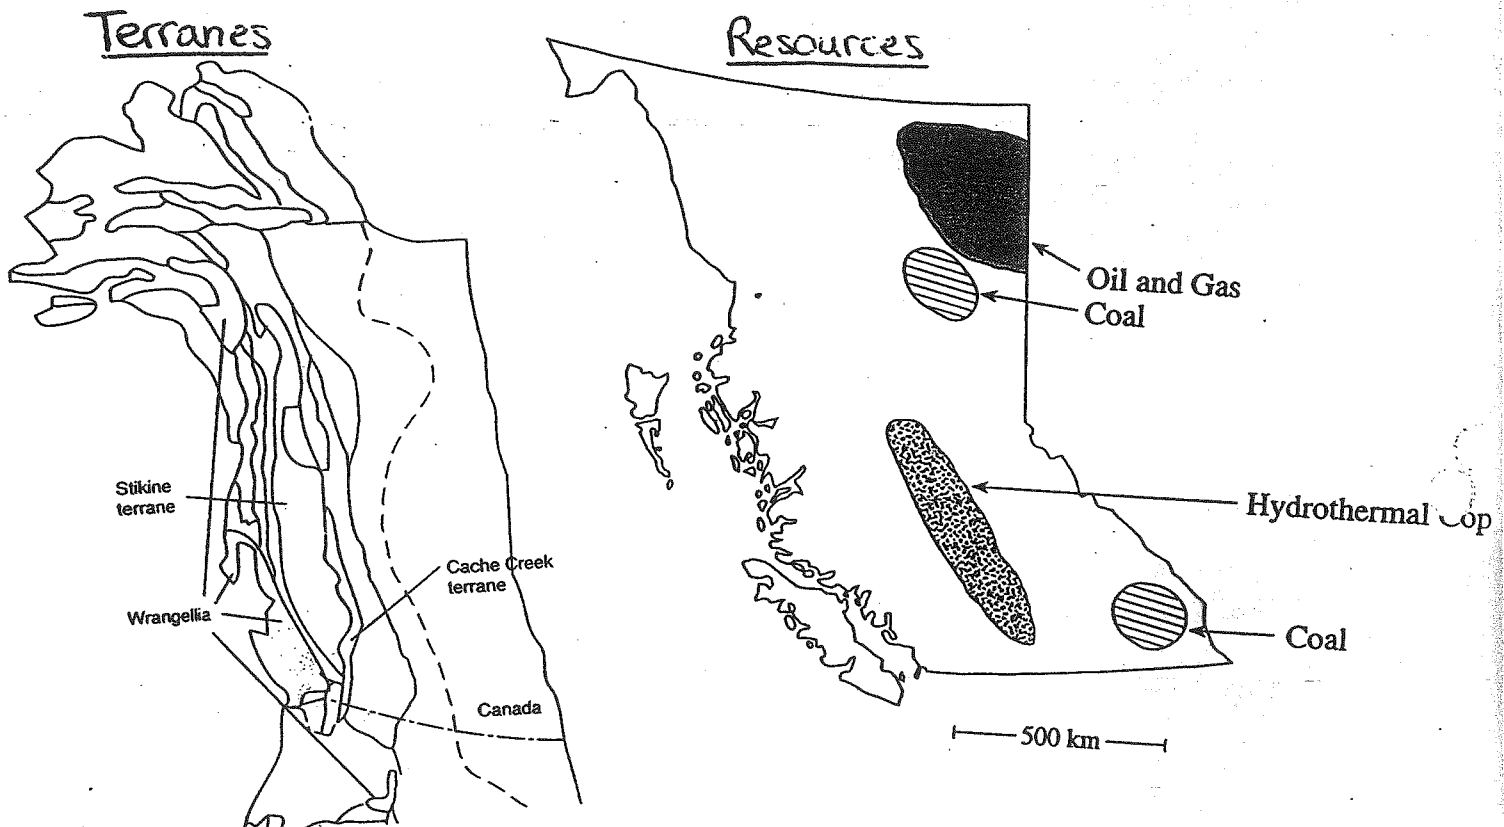 Terranes
Resources
Oil and Gas
Coal
Stikine
terrane
Hydrothermal
Cache Creek
terrane
Wrangellia
Coal
Canada
500 km